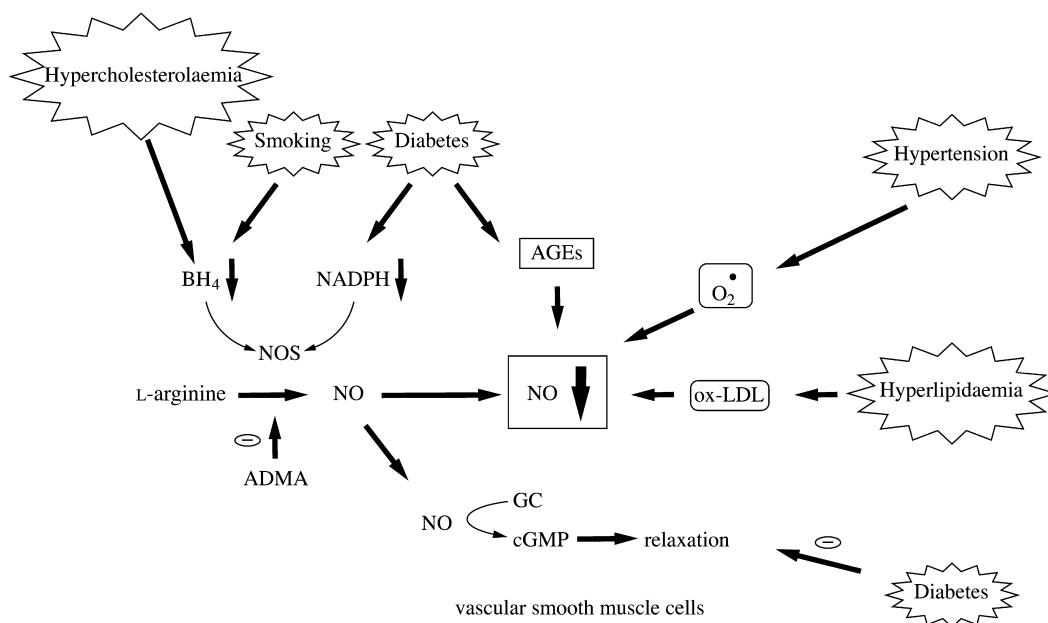 Hypercholesterolaemia
Smoking
Diabetes
Hypertension
AGEs
BH₄
NADPH
O₂•
NOS
L-arginine
NO
NO
ox-LDL
Hyperlipidaemia
−
ADMA
GC
NO
cGMP
relaxation
−
Diabetes
vascular smooth muscle cells